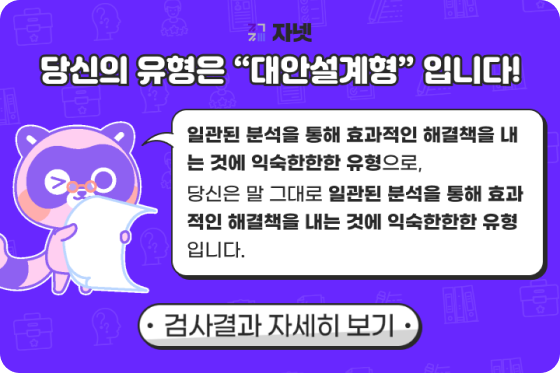 자넷
당신의 유형은 “대안설계형” 입니다!
일관된 분석을 통해 효과적인 해결책을 내
는 것에 익숙한한한 유형으로,
당신은 말 그대로 일관된 분석을 통해 효과
적인 해결책을 내는 것에 익숙한한한 유형
입니다.
· 검사결과 자세히 보기 ·